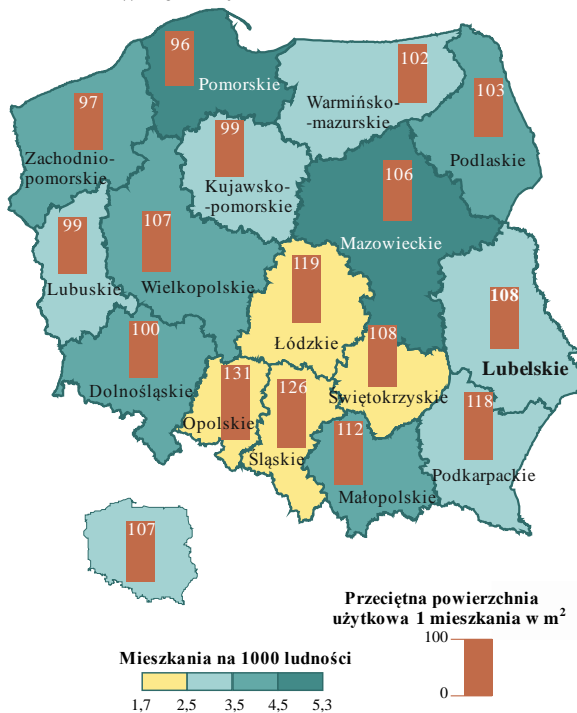 96
Pomorskie
102
Warmińsko-
-mazurskie
97
Zachodnio-
pomorskie
99
Kujawsko-
-pomorskie
103
Podlaskie
106
Mazowieckie
99
Lubuskie
107
Wielkopolskie
119
Łódzkie
108
Lubelskie
100
Dolnośląskie
131
Opolskie
126
Śląskie
108
Świętokrzyskie
112
Małopolskie
118
Podkarpackie
107
Przeciętna powierzchnia
użytkowa 1 mieszkania w m²
100
0
Mieszkania na 1000 ludności
1,7 2,5 3,5 4,5 5,3